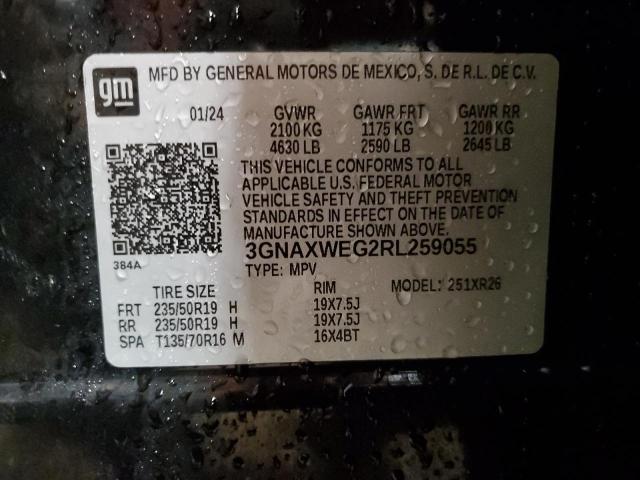 gm
MFD BY GENERAL MOTORS DE MEXICO, S. DE R.L. DE C.V.
01/24 GVWR GAWR FRT GAWR RR
2100 KG 1175 KG 1200 KG
4630 LB 2590 LB 2645 LB
THIS VEHICLE CONFORMS TO ALL
APPLICABLE U.S. FEDERAL MOTOR
VEHICLE SAFETY AND THEFT PREVENTION
STANDARDS IN EFFECT ON THE DATE OF
MANUFACTURE SHOWN ABOVE.
3GNAXWEG2RL259055
384A
TYPE: MPV MODEL: 251XR26
TIRE SIZE RIM
FRT 235/50R19 H 19X7.5J
RR 235/50R19 H 19X7.5J
SPA T135/70R16 M 16X4BT